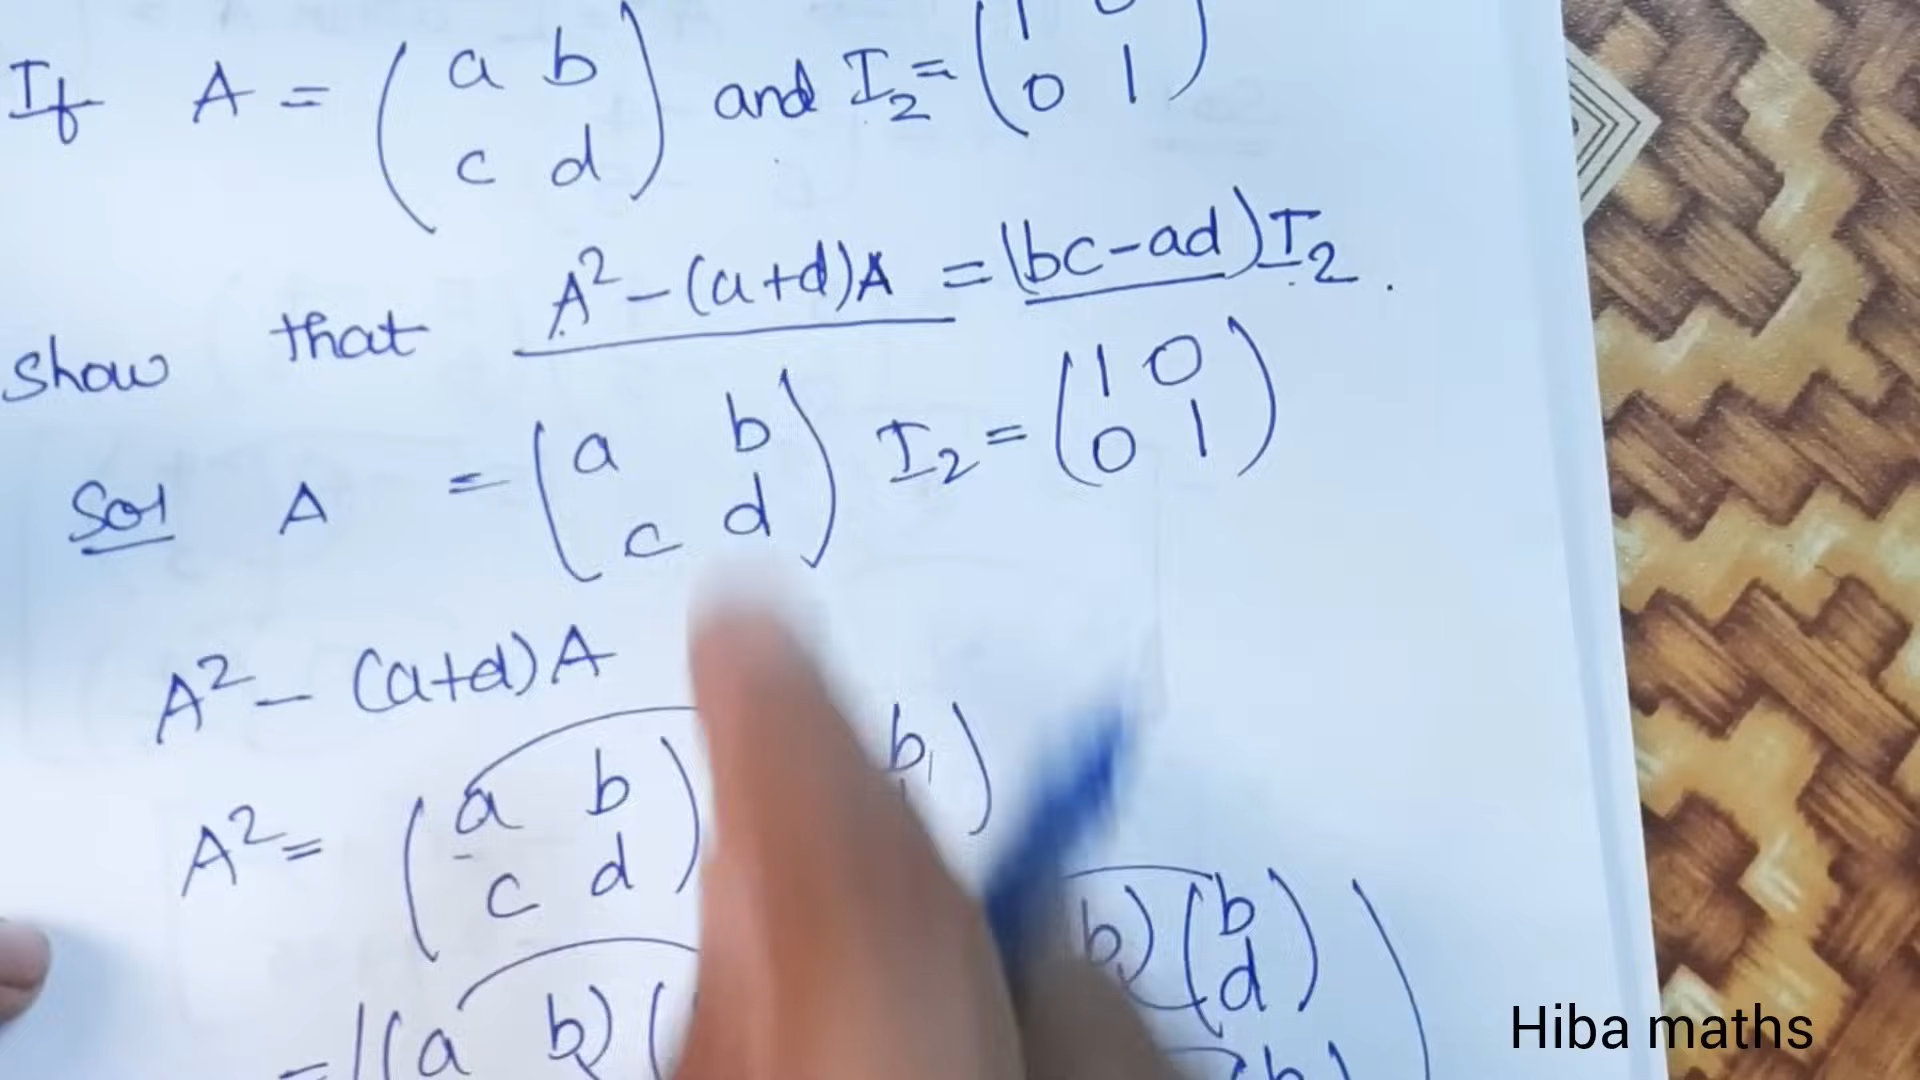 If A = (a b
c d) and I₂ = (1 0
0 1)
Show that A² - (a+d)A = (bc-ad)I₂.
Sol A = (a b
c d) I₂ = (1 0
0 1)
A² - (a+d)A
A² = (a b
c d) b)
= ((a b) ( b) (b
d))
b)
Hiba maths